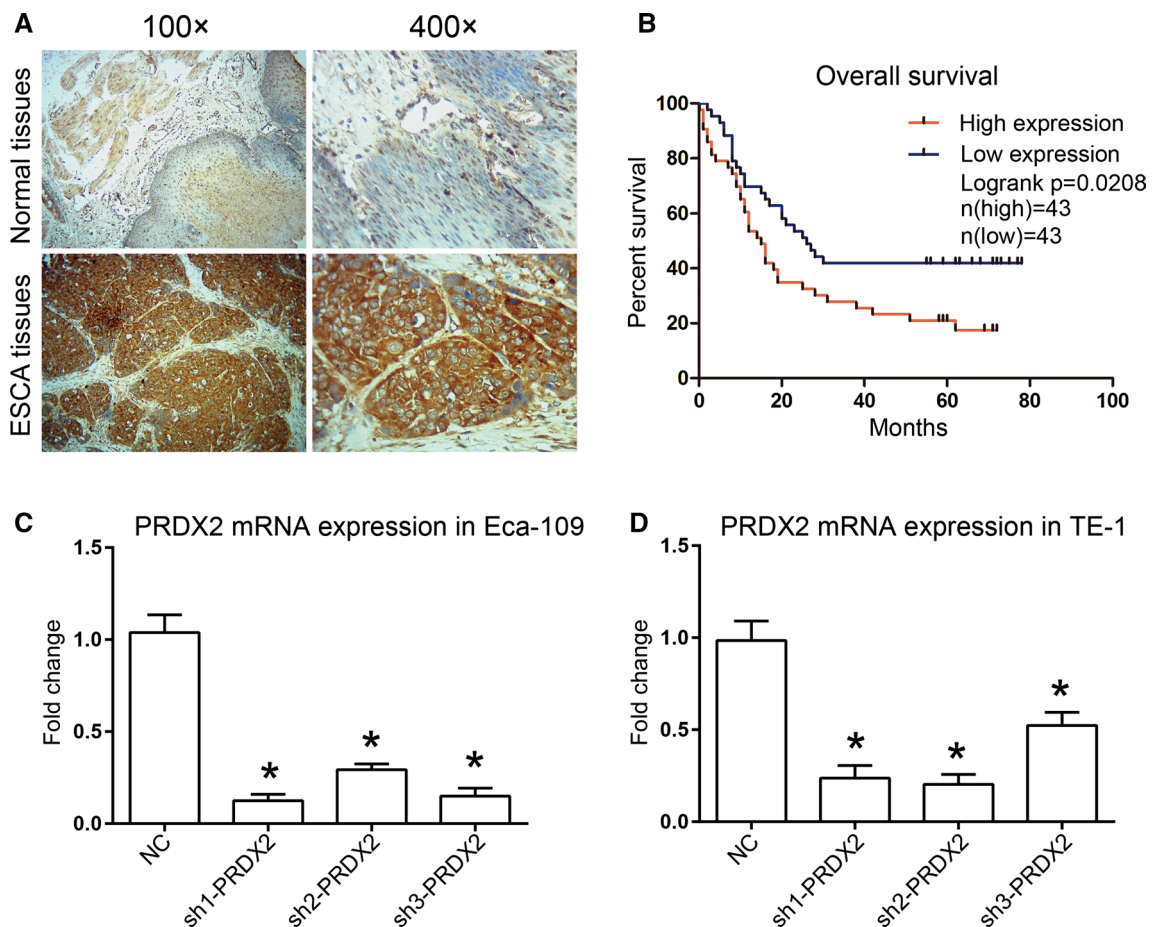 A
100×
400×
Normal tissues
ESCA tissues
B
Overall survival
Percent survival
100
80
60
40
20
0
0 20 40 60 80 100
Months
High expression
Low expression
Logrank p=0.0208
n(high)=43
n(low)=43
C
PRDX2 mRNA expression in Eca-109
Fold change
1.5
1.0
0.5
0.0
*
*
*
NC
sh1-PRDX2
sh2-PRDX2
sh3-PRDX2
D
PRDX2 mRNA expression in TE-1
Fold change
1.5
1.0
0.5
0.0
*
*
*
NC
sh1-PRDX2
sh2-PRDX2
sh3-PRDX2